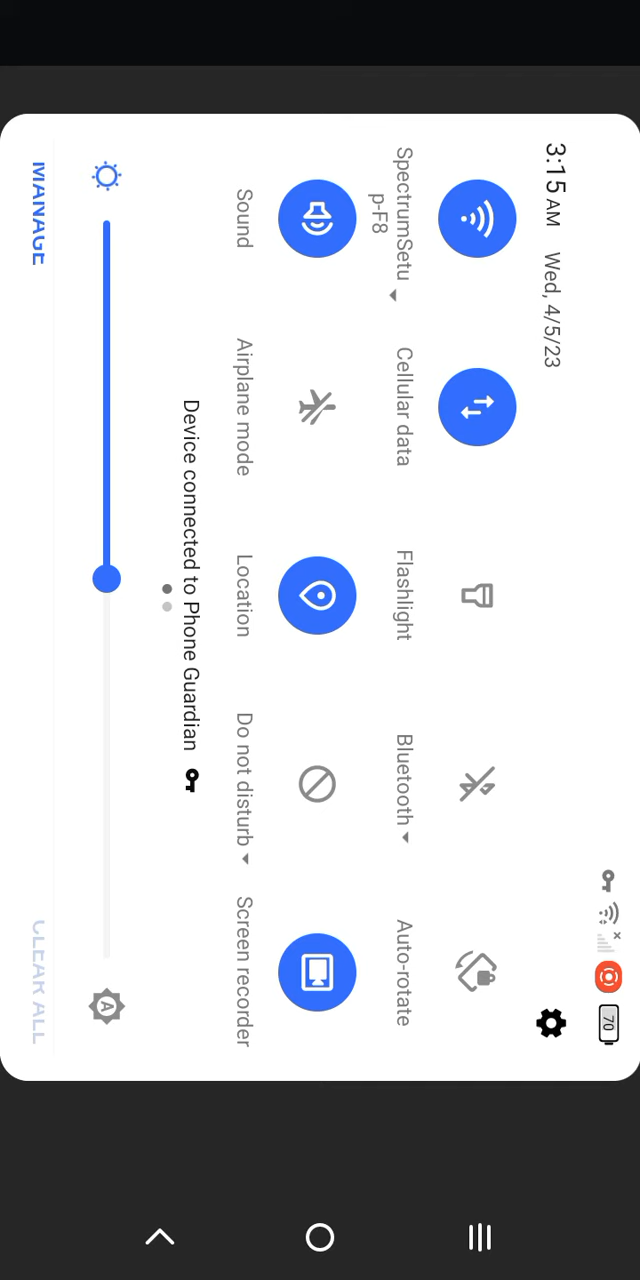 70
3:15 AM Wed, 4/5/23
SpectrumSetu
p-F8
Cellular data
Flashlight
Bluetooth
Auto-rotate
Sound
Airplane mode
Location
Do not disturb
Screen recorder
Device connected to Phone Guardian
A
MANAGE
CLEAR ALL